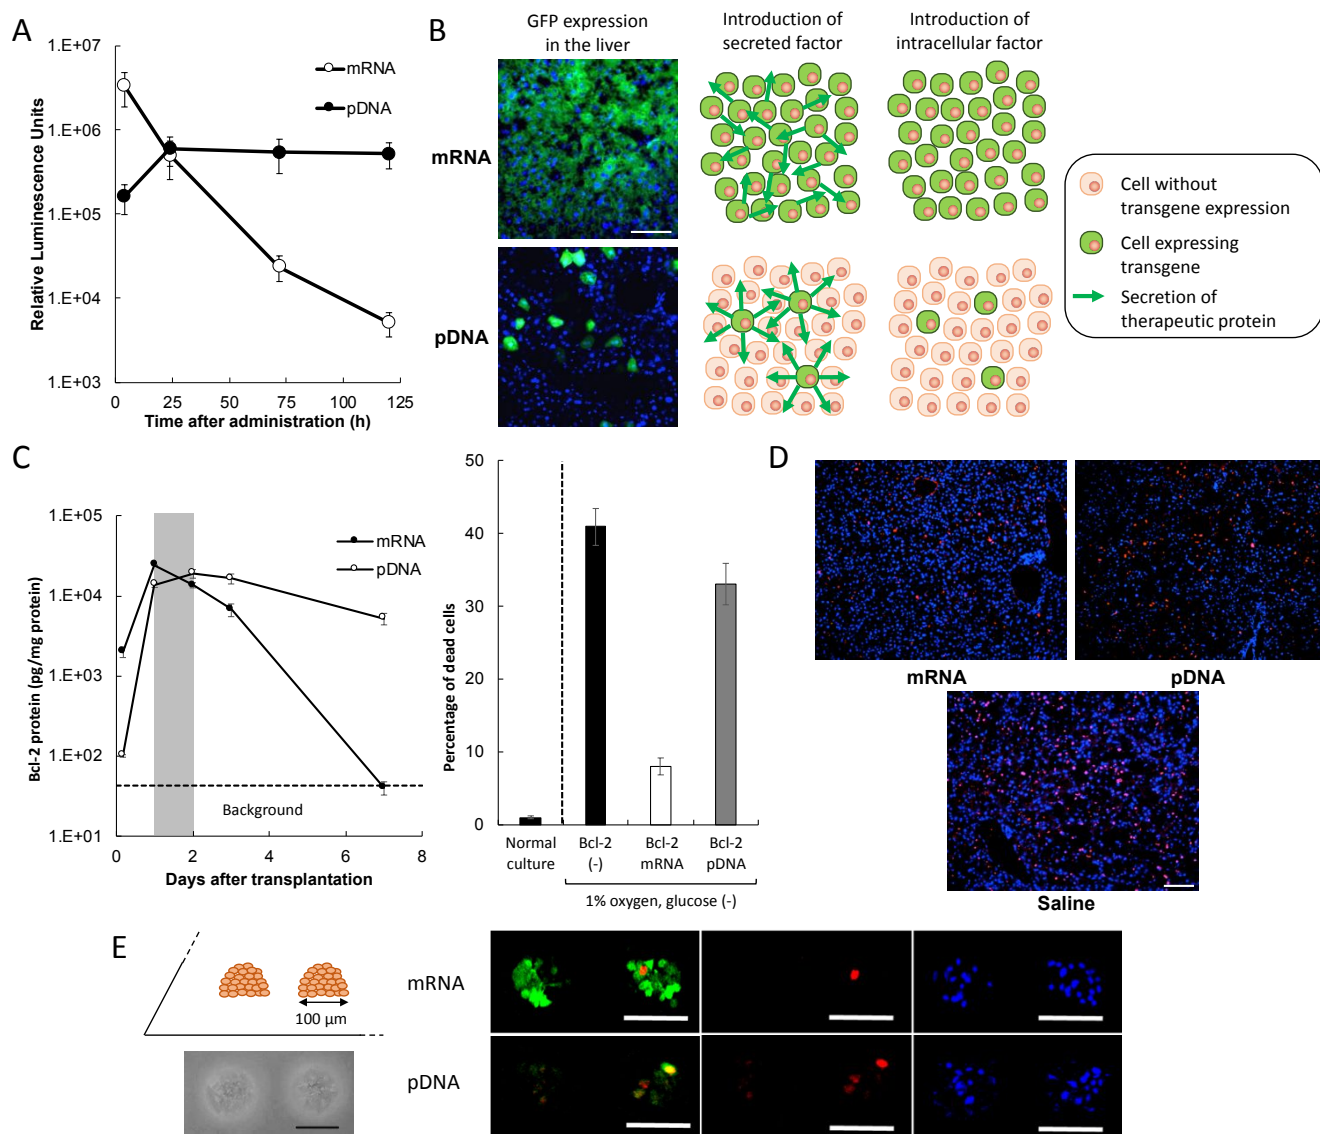 A
1.E+07
1.E+06
1.E+05
1.E+04
1.E+03
Relative Luminescence Units
mRNA
pDNA
0
25
50
75
100
125
Time after administration (h)
B
GFP expression
in the liver
Introduction of
secreted factor
Introduction of
intracellular factor
mRNA
pDNA
Cell without
transgene expression
Cell expressing
transgene
Secretion of
therapeutic protein
C
1.E+05
1.E+04
1.E+03
1.E+02
1.E+01
Bcl-2 protein (pg/mg protein)
mRNA
pDNA
Background
0
2
4
6
8
Days after transplantation
50
40
30
20
10
0
Percentage of dead cells
Normal
culture
Bcl-2
(-)
Bcl-2
mRNA
Bcl-2
pDNA
1% oxygen, glucose (-)
D
mRNA
pDNA
Saline
E
100 μm
mRNA
pDNA